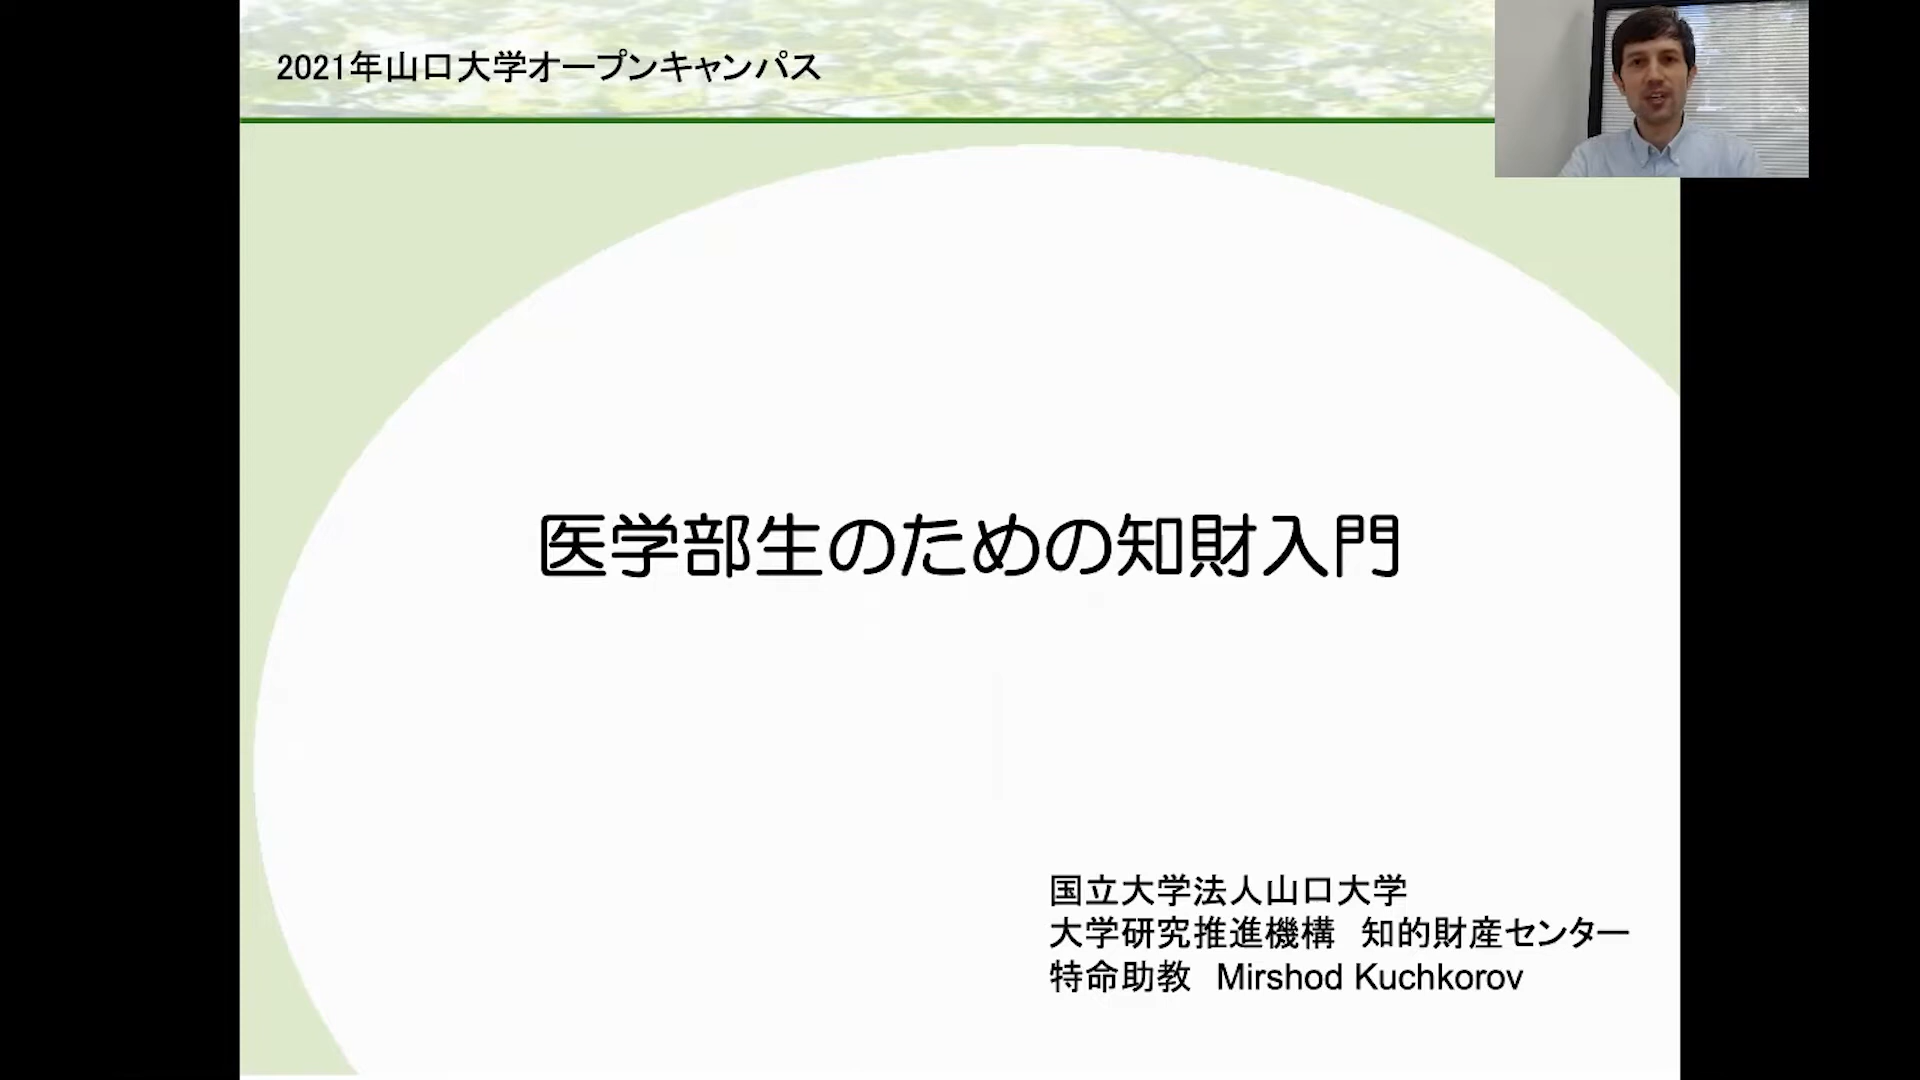 2021年山口大学オープンキャンパス
医学部生のための知財入門
国立大学法人山口大学
大学研究推進機構　知的財産センター
特命助教　Mirshod Kuchkorov